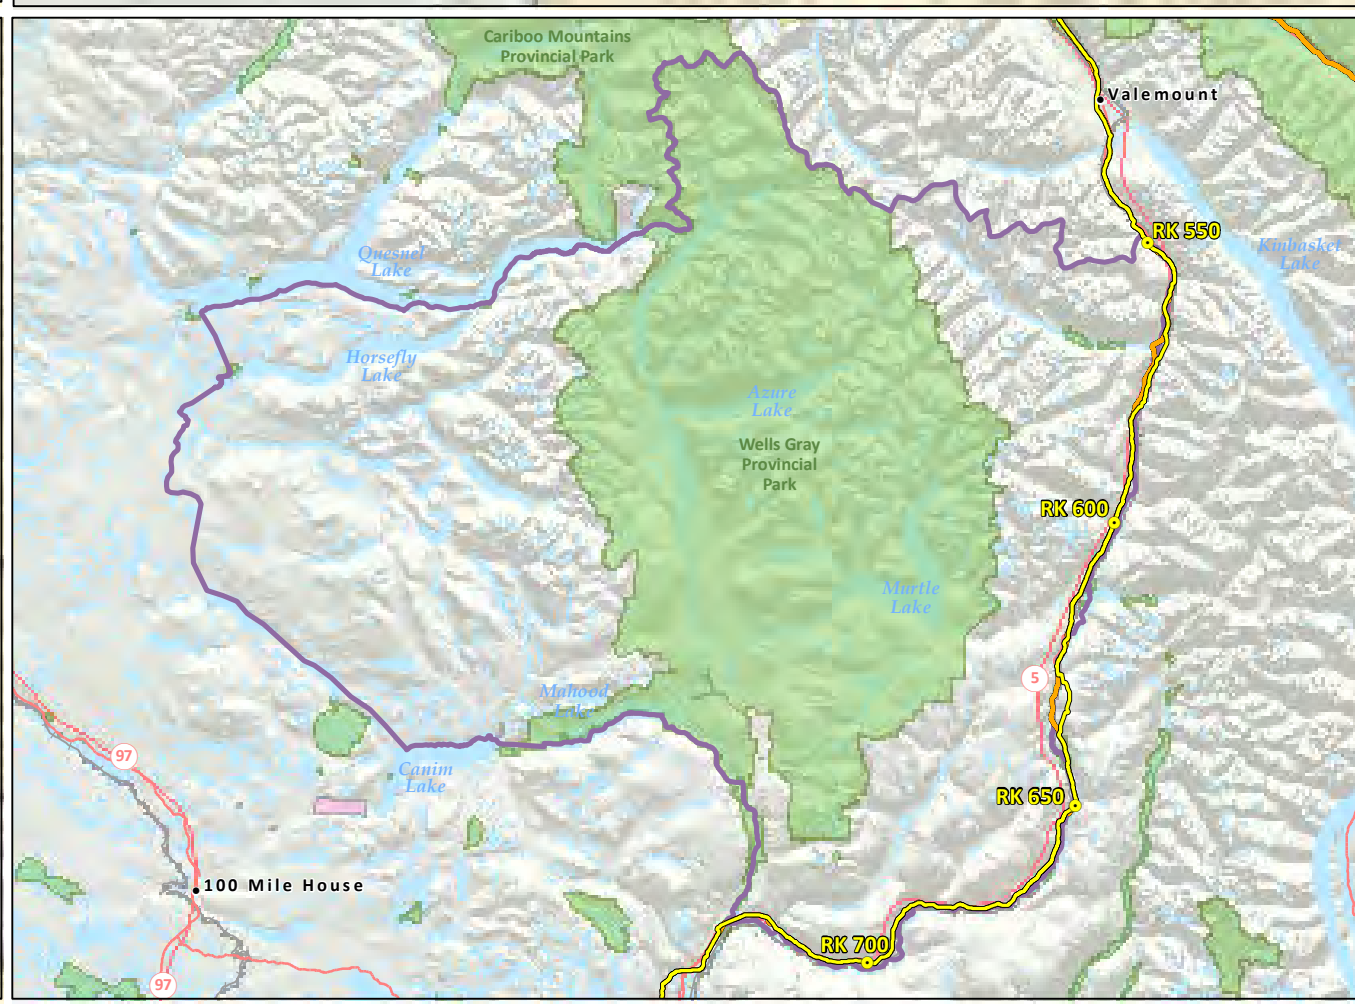 Cariboo Mountains
Provincial Park
Valemount
RK 550
Quesnel
Lake
Kinbasket
Lake
Horsefly
Lake
Azure
Lake
Wells Gray
Provincial
Park
RK 600
Murtle
Lake
5
Mahood
Lake
97
Canim
Lake
RK 650
100 Mile House
RK 700
97